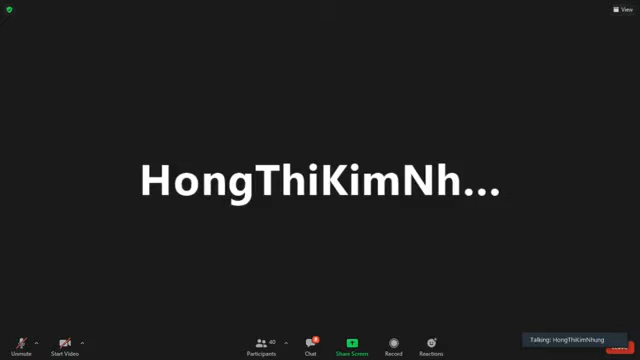 View
HongThiKimNh...
Talking: HongThiKimNhung
Unmute
Start Video
40
Participants
Chat
Share Screen
Record
Reactions